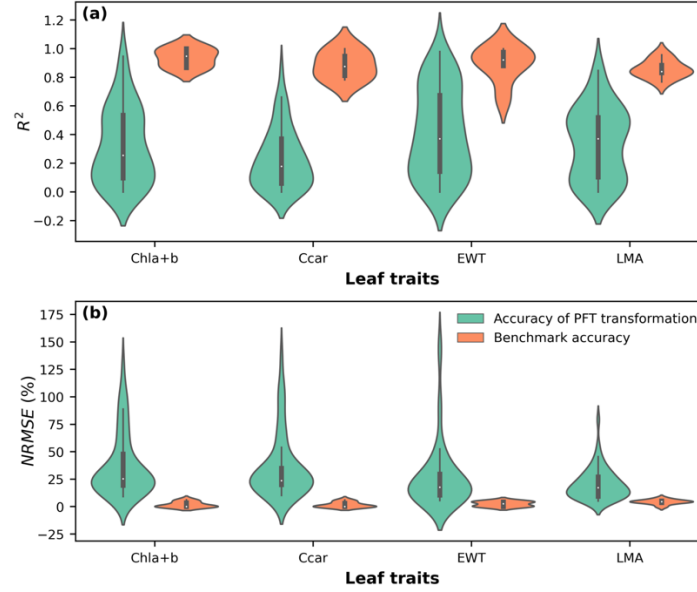 (a)
1.2
1.0
0.8
0.6
0.4
0.2
0.0
−0.2
R²
Chla+b Ccar EWT LMA
Leaf traits
(b)
Accuracy of PFT transformation
Benchmark accuracy
175
150
125
100
75
50
25
0
−25
NRMSE (%)
Chla+b Ccar EWT LMA
Leaf traits